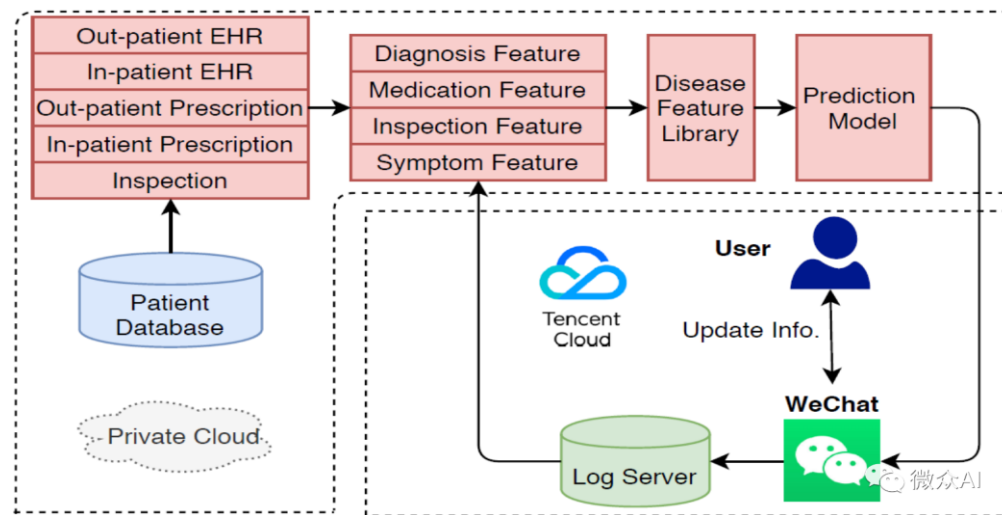 Out-patient EHR
In-patient EHR
Out-patient Prescription
In-patient Prescription
Inspection
Diagnosis Feature
Medication Feature
Inspection Feature
Symptom Feature
Disease
Feature
Library
Prediction
Model
Patient
Database
Private Cloud
Tencent
Cloud
User
Update Info.
WeChat
Log Server
微众AI